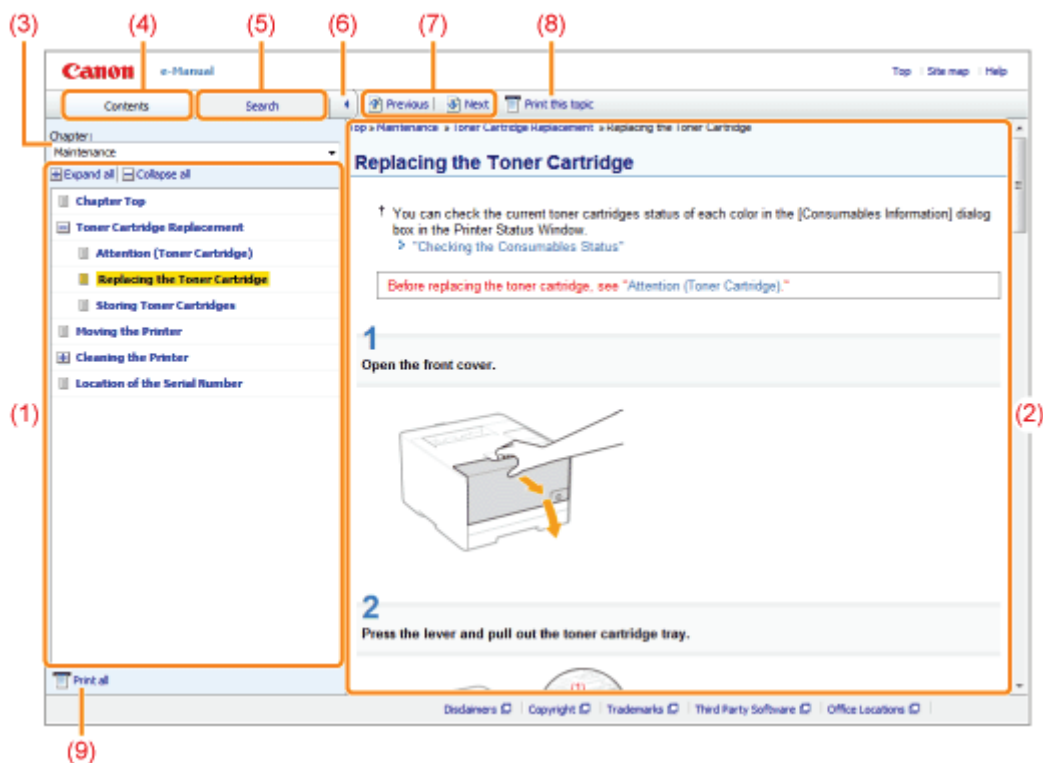 (3) (4) (5) (6) (7) (8)
Canon e-Manual Top Site map Help
Contents Search Previous Next Print this topic
Chapter:
Maintenance
Expand all Collapse all
Chapter Top
Toner Cartridge Replacement
Attention (Toner Cartridge)
Replacing the Toner Cartridge
Storing Toner Cartridges
Moving the Printer
Cleaning the Printer
Location of the Serial Number
(1)
Print all
(9)
Top » Maintenance » Toner Cartridge Replacement » Replacing the Toner Cartridge
Replacing the Toner Cartridge
† You can check the current toner cartridges status of each color in the [Consumables Information] dialog
box in the Printer Status Window.
> "Checking the Consumables Status"
Before replacing the toner cartridge, see "Attention (Toner Cartridge)."
1
Open the front cover.
(2)
2
Press the lever and pull out the toner cartridge tray.
(1)
Disclaimers Copyright Trademarks Third Party Software Office Locations